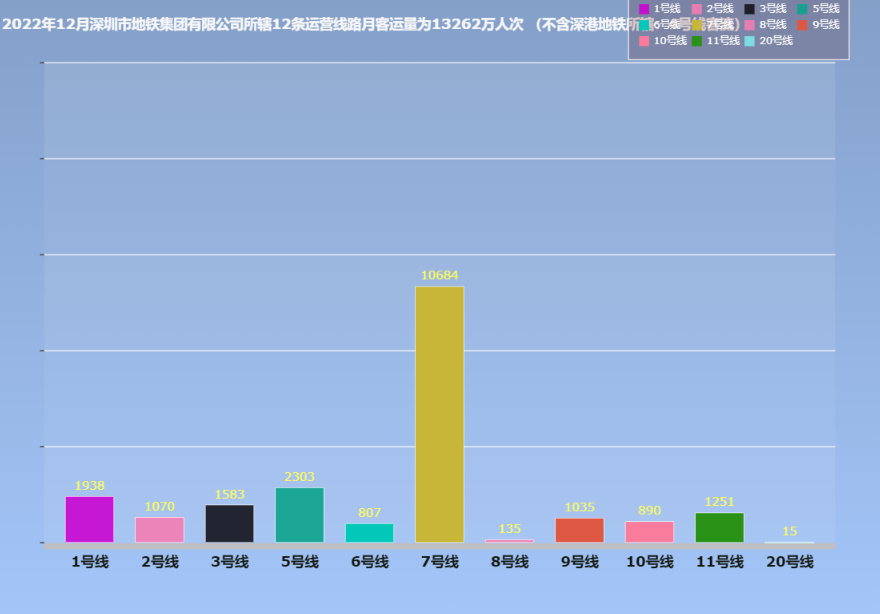 2022年12月深圳市地铁集团有限公司所辖12条运营线路月客运量为13262万人次 （不含深港地铁所
1号线 2号线 3号线 5号线
6号线 8号线 9号线
10号线 11号线 20号线
10684
2303
1938
1583
1251
1070
1035
890
807
135
15
1号线 2号线 3号线 5号线 6号线 7号线 8号线 9号线 10号线 11号线 20号线